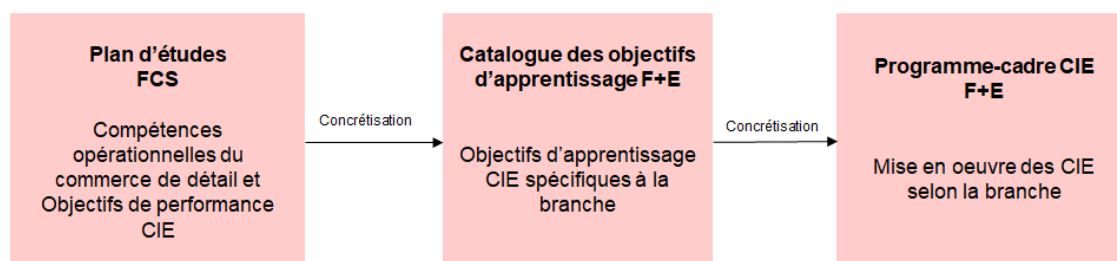 Plan d'études
FCS
Compétences
opérationnelles du
commerce de détail et
Objectifs de performance
CIE
Concrétisation
Catalogue des objectifs
d'apprentissage F+E
Objectifs d'apprentissage
CIE spécifiques à la
branche
Concrétisation
Programme-cadre CIE
F+E
Mise en oeuvre des CIE
selon la branche